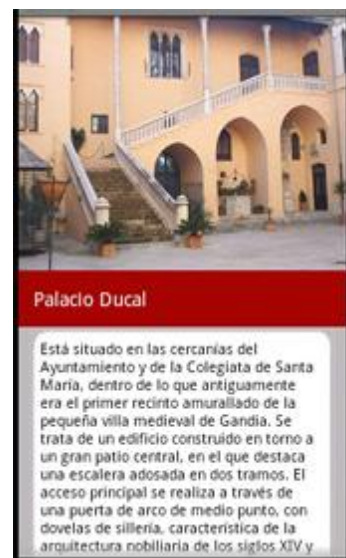 Palacio Ducal
Está situado en las cercanías del
Ayuntamiento y de la Colegiata de Santa
María, dentro de lo que antiguamente
era el primer recinto amurallado de la
pequeña villa medieval de Gandia. Se
trata de un edificio construido en torno a
un gran patio central, en el que destaca
una escalera adosada en dos tramos. El
acceso principal se realiza a través de
una puerta de arco de medio punto, con
dovelas de sillería, característica de la
arquitectura nobiliaria de los siglos XIV y